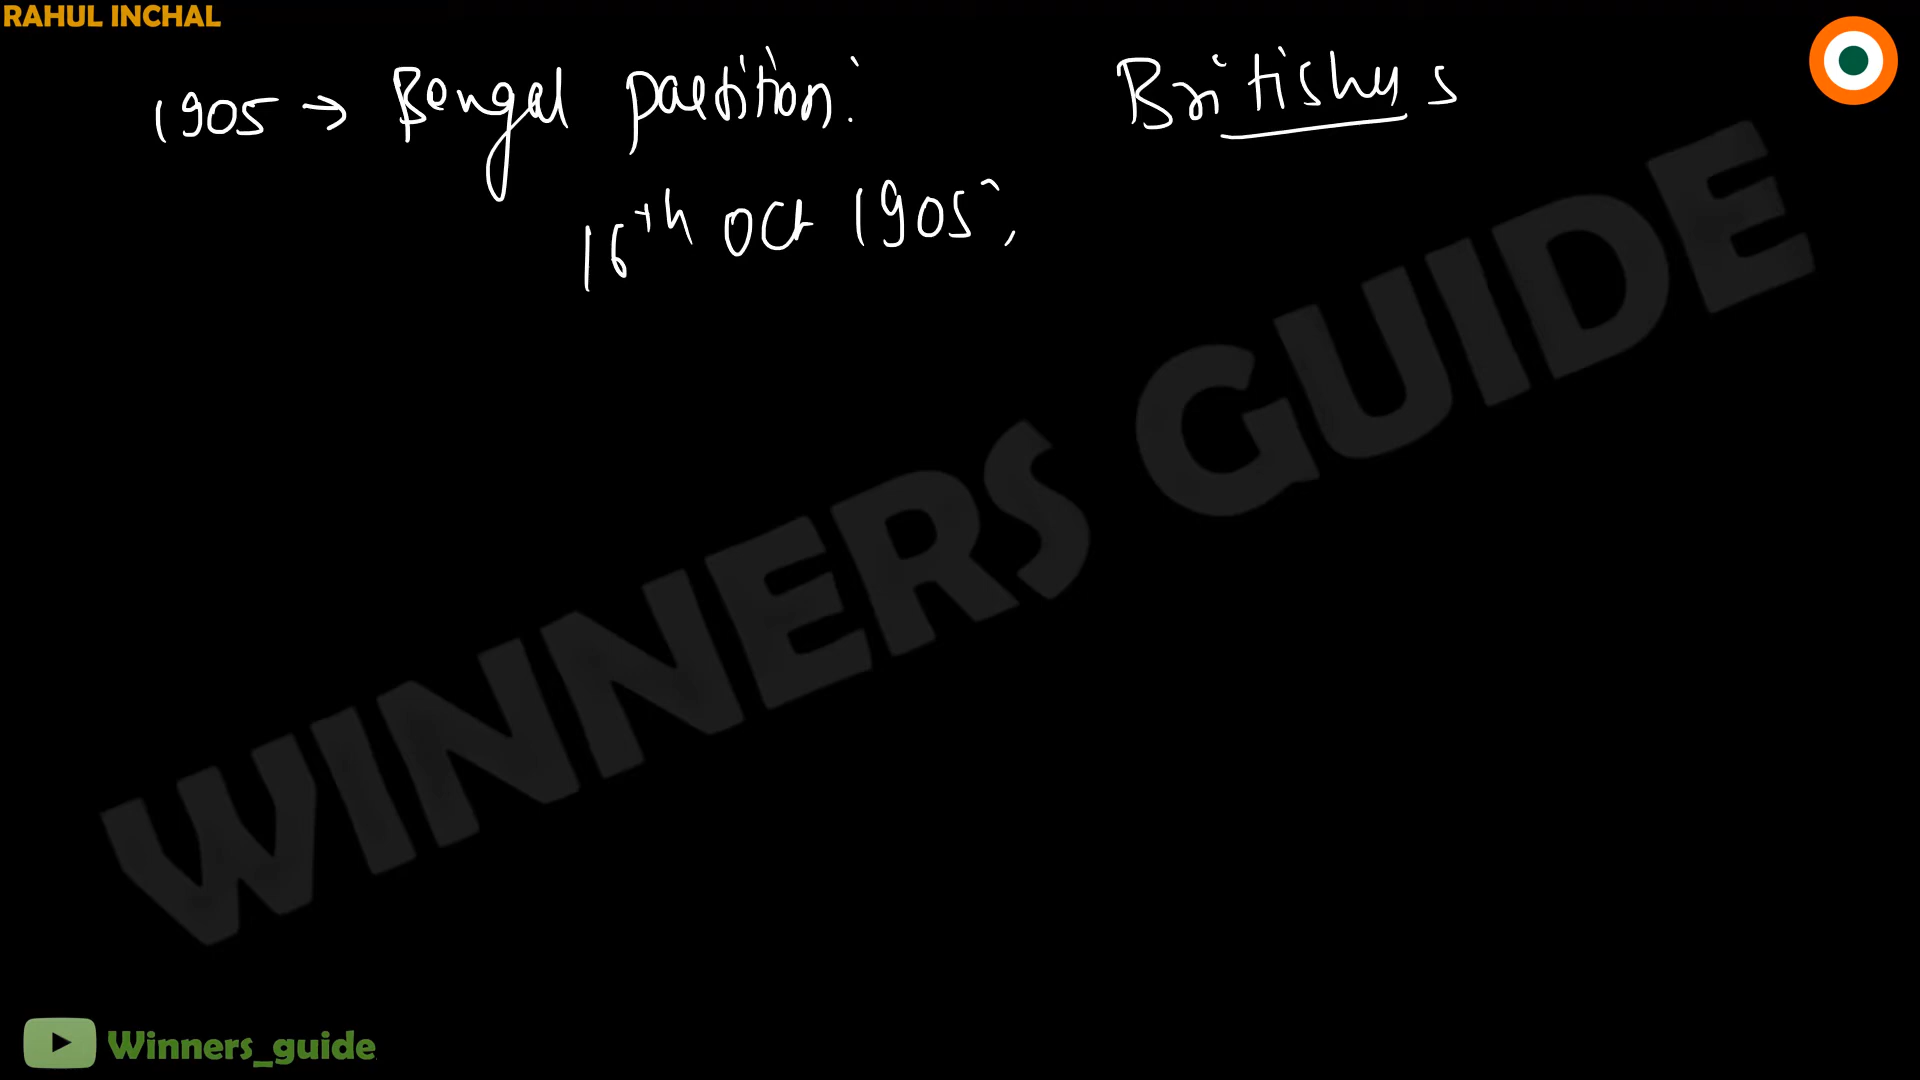 RAHUL INCHAL
1905 → Bengal partition: Britishers
16th Oct 1905;
WINNERS GUIDE
Winners_guide